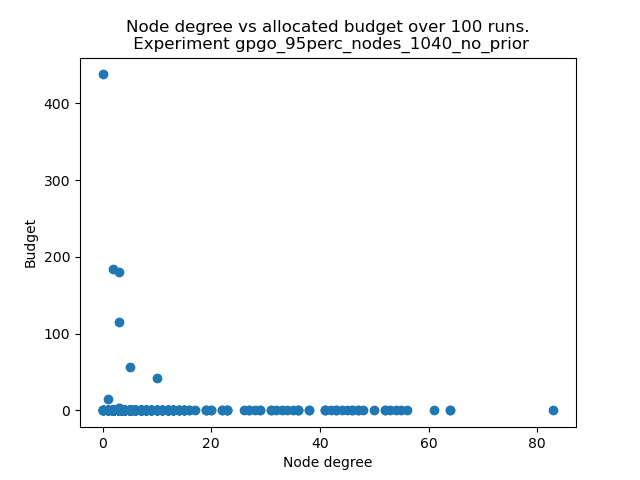 Node degree vs allocated budget over 100 runs.
Experiment gpgo_95perc_nodes_1040_no_prior
400
300
200
100
0
Budget
0 20 40 60 80
Node degree